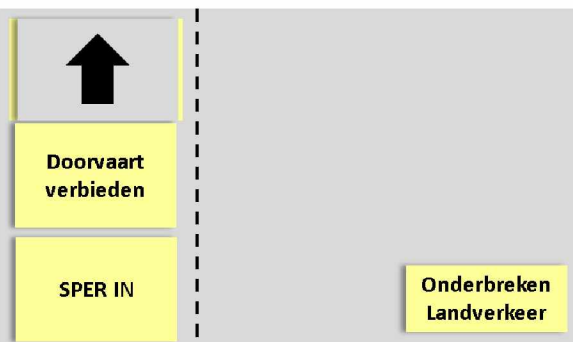 Doorvaart
verbieden
SPER IN
Onderbreken
Landverkeer